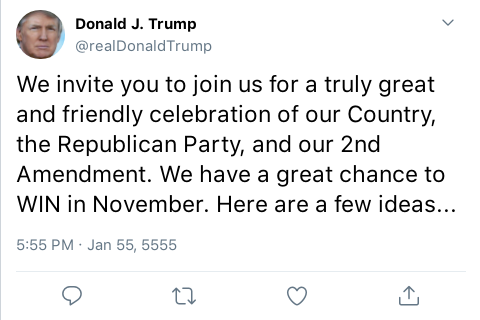 Donald J. Trump
@realDonaldTrump
We invite you to join us for a truly great
and friendly celebration of our Country,
the Republican Party, and our 2nd
Amendment. We have a great chance to
WIN in November. Here are a few ideas...
5:55 PM · Jan 55, 5555